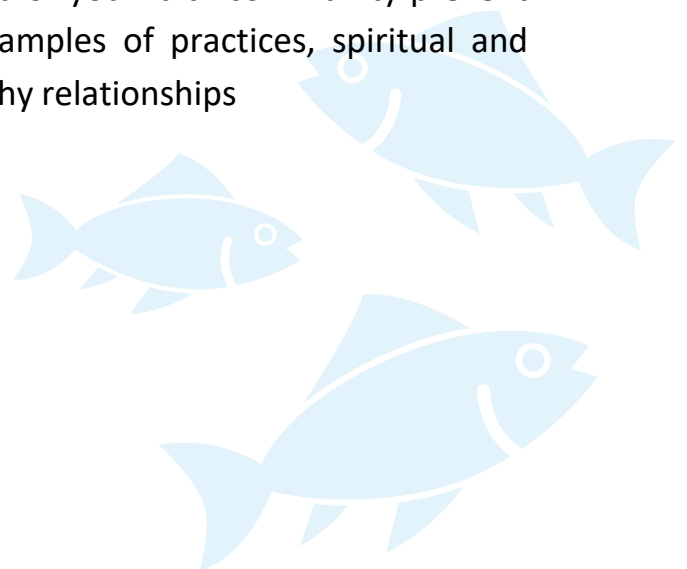 amples of practices, spiritual and
hy relationships